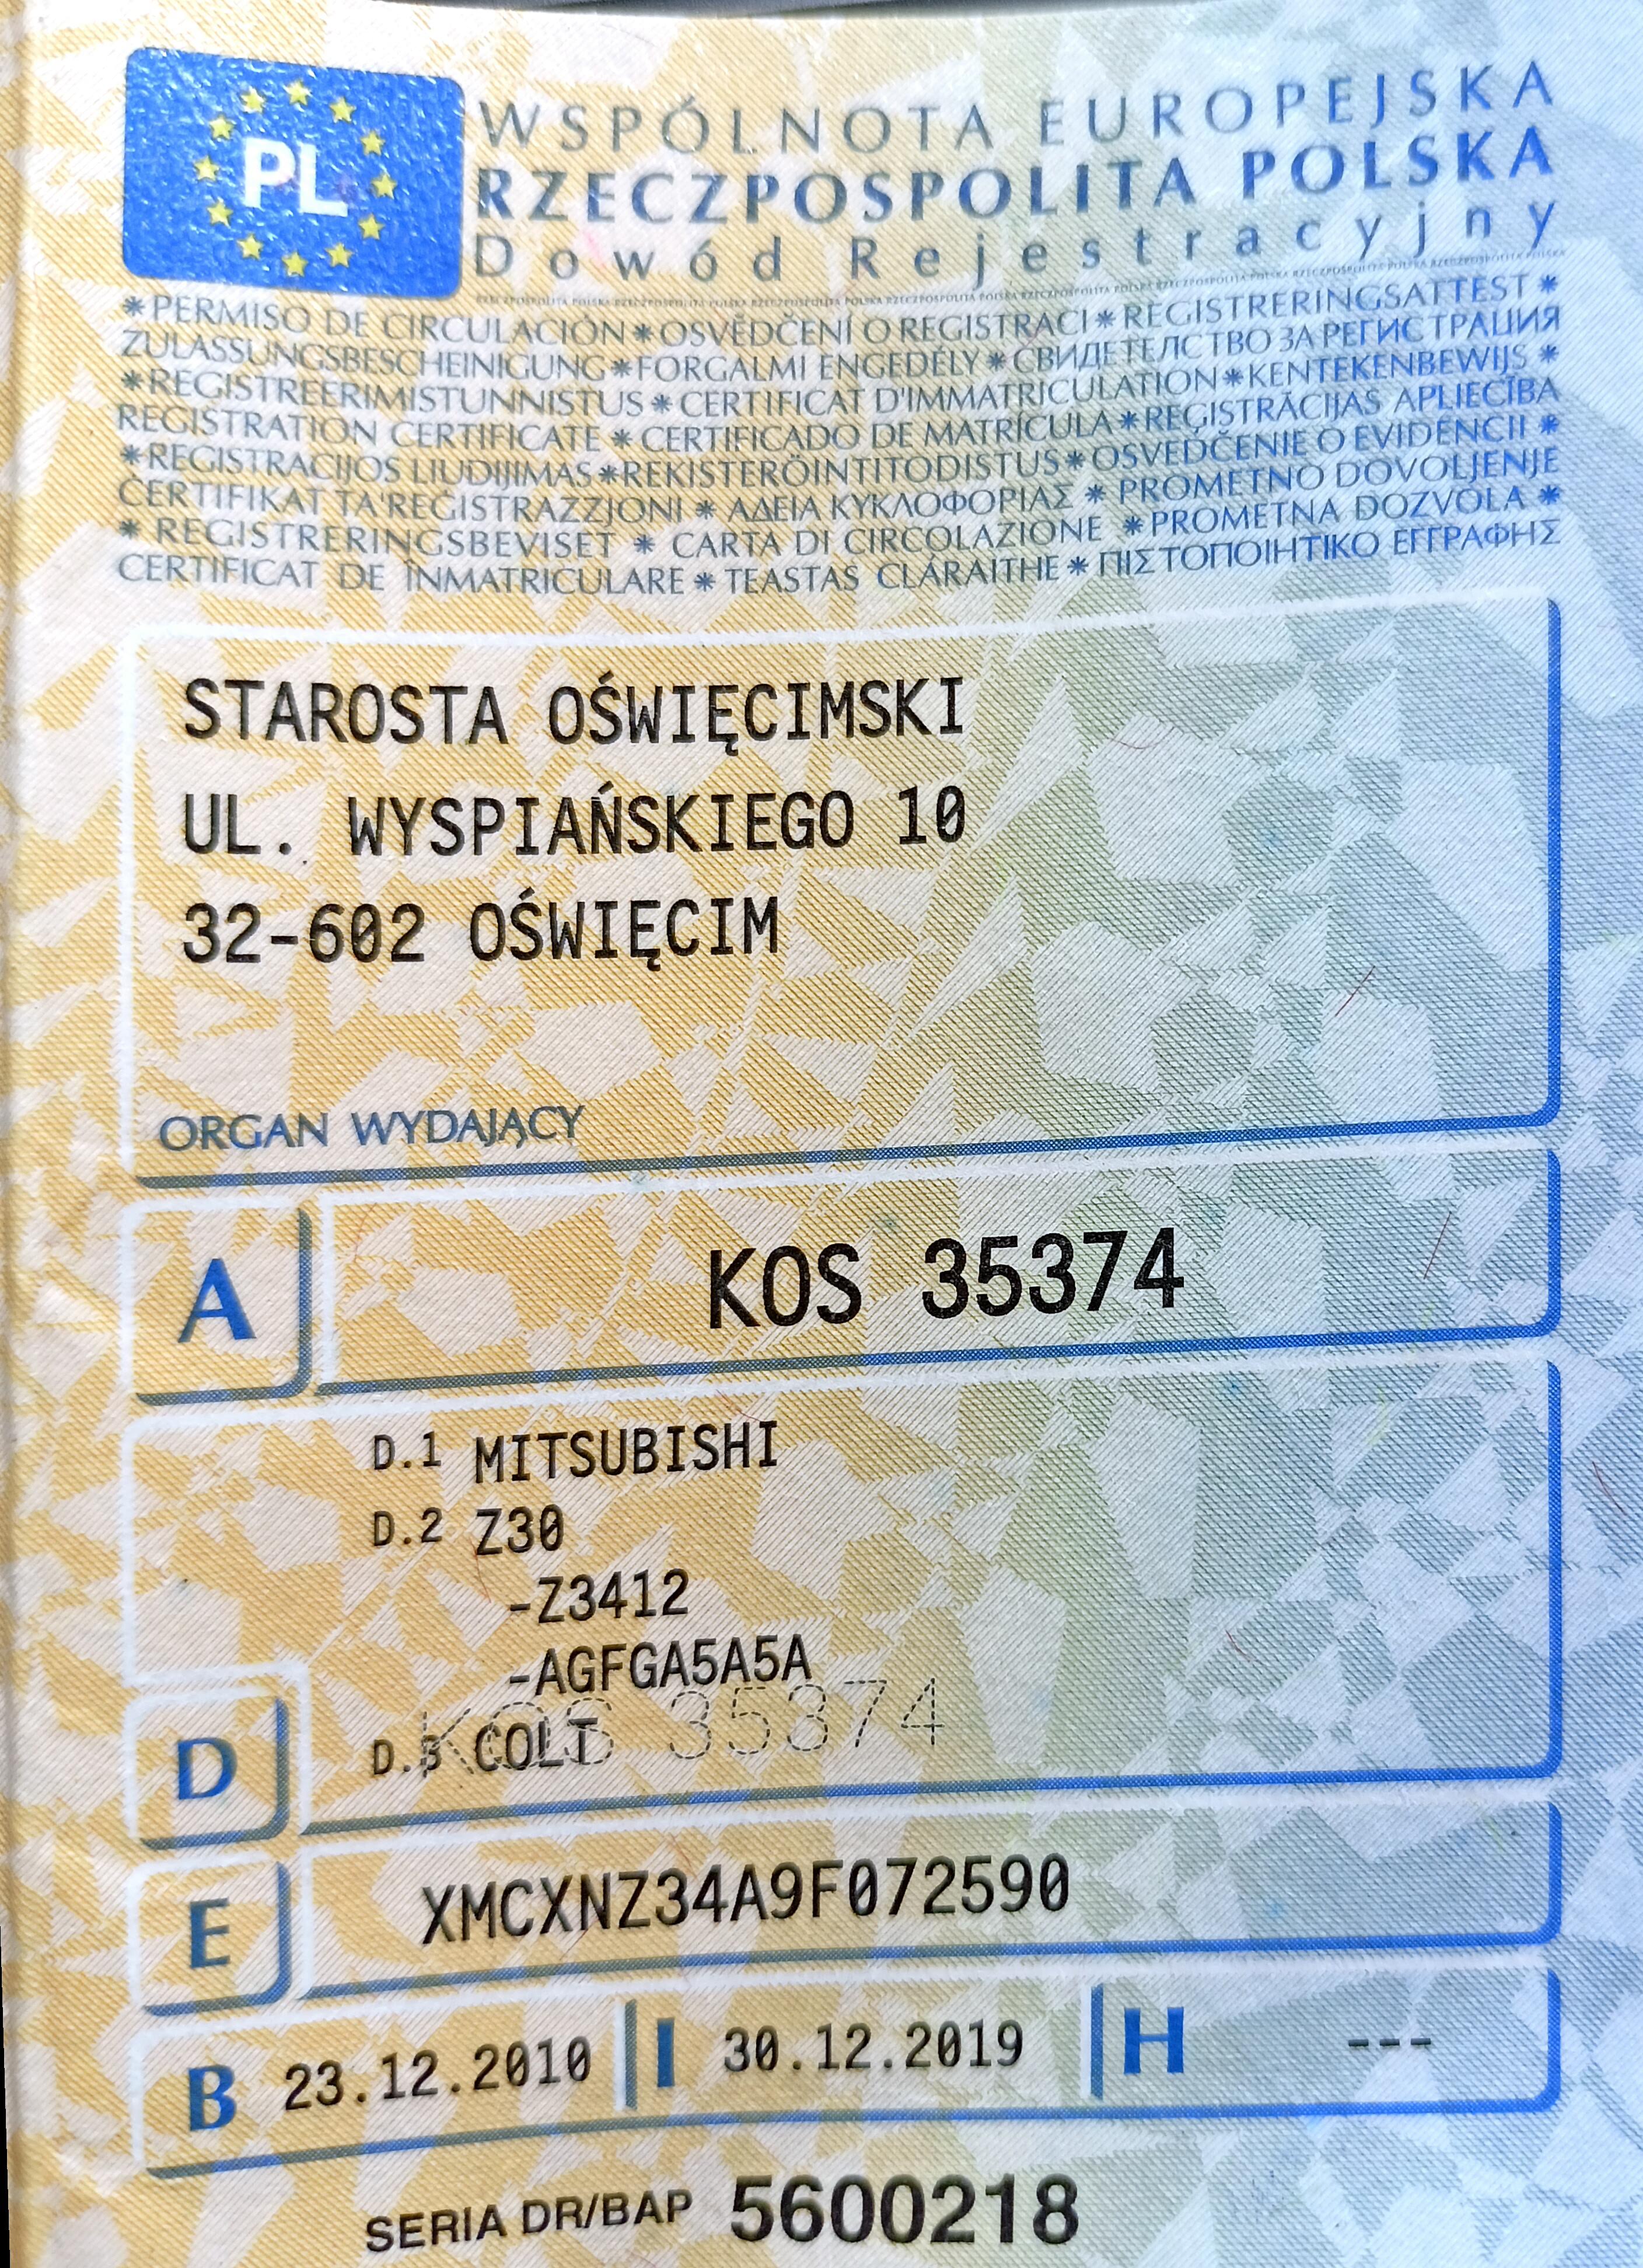 PL
WSPÓLNOTA EUROPEJSKA
RZECZPOSPOLITA POLSKA
Dowód Rejestracyjny
*PERMISO DE CIRCULACIÓN*OSVĚDČENÍ O REGISTRACI*REGISTRERINGSATTEST*
ZULASSUNGSBESCHEINIGUNG*FORGALMI ENGEDÉLY*СВИДЕТЕЛСТВО ЗА РЕГИСТРАЦИЯ
*REGISTREERIMISTUNNISTUS*CERTIFICAT D'IMMATRICULATION*KENTEKENBEWIJS*
REGISTRATION CERTIFICATE*CERTIFICADO DE MATRÍCULA*REĢISTRĀCIJAS APLIECĪBA
*REGISTRACIJOS LIUDIJIMAS*REKISTERÖINTITODISTUS*OSVEDČENIE O EVIDENCII*
ĊERTIFIKAT TA'REĠISTRAZZJONI*ΑΔΕΙΑ ΚΥΚΛΟΦΟΡΙΑΣ*PROMETNO DOVOLJENJE
*REGISTRERINGSBEVISET*CARTA DI CIRCOLAZIONE*PROMETNA DOZVOLA*
CERTIFICAT DE ÎNMATRICULARE*TEASTAS CLÁRAITHE*ΠΙΣΤΟΠΟΙΗΤΙΚΟ ΕΓΓΡΑΦΗΣ
STAROSTA OŚWIĘCIMSKI
UL. WYSPIAŃSKIEGO 10
32-602 OŚWIĘCIM
ORGAN WYDAJĄCY
A KOS 35374
D.1 MITSUBISHI
D.2 Z30
-Z3412
-AGFGA5A5A
KOS 35374
D D.3 COLT
E XMCXNZ34A9F072590
B 23.12.2010 I 30.12.2019 H ---
SERIA DR/BAP 5600218